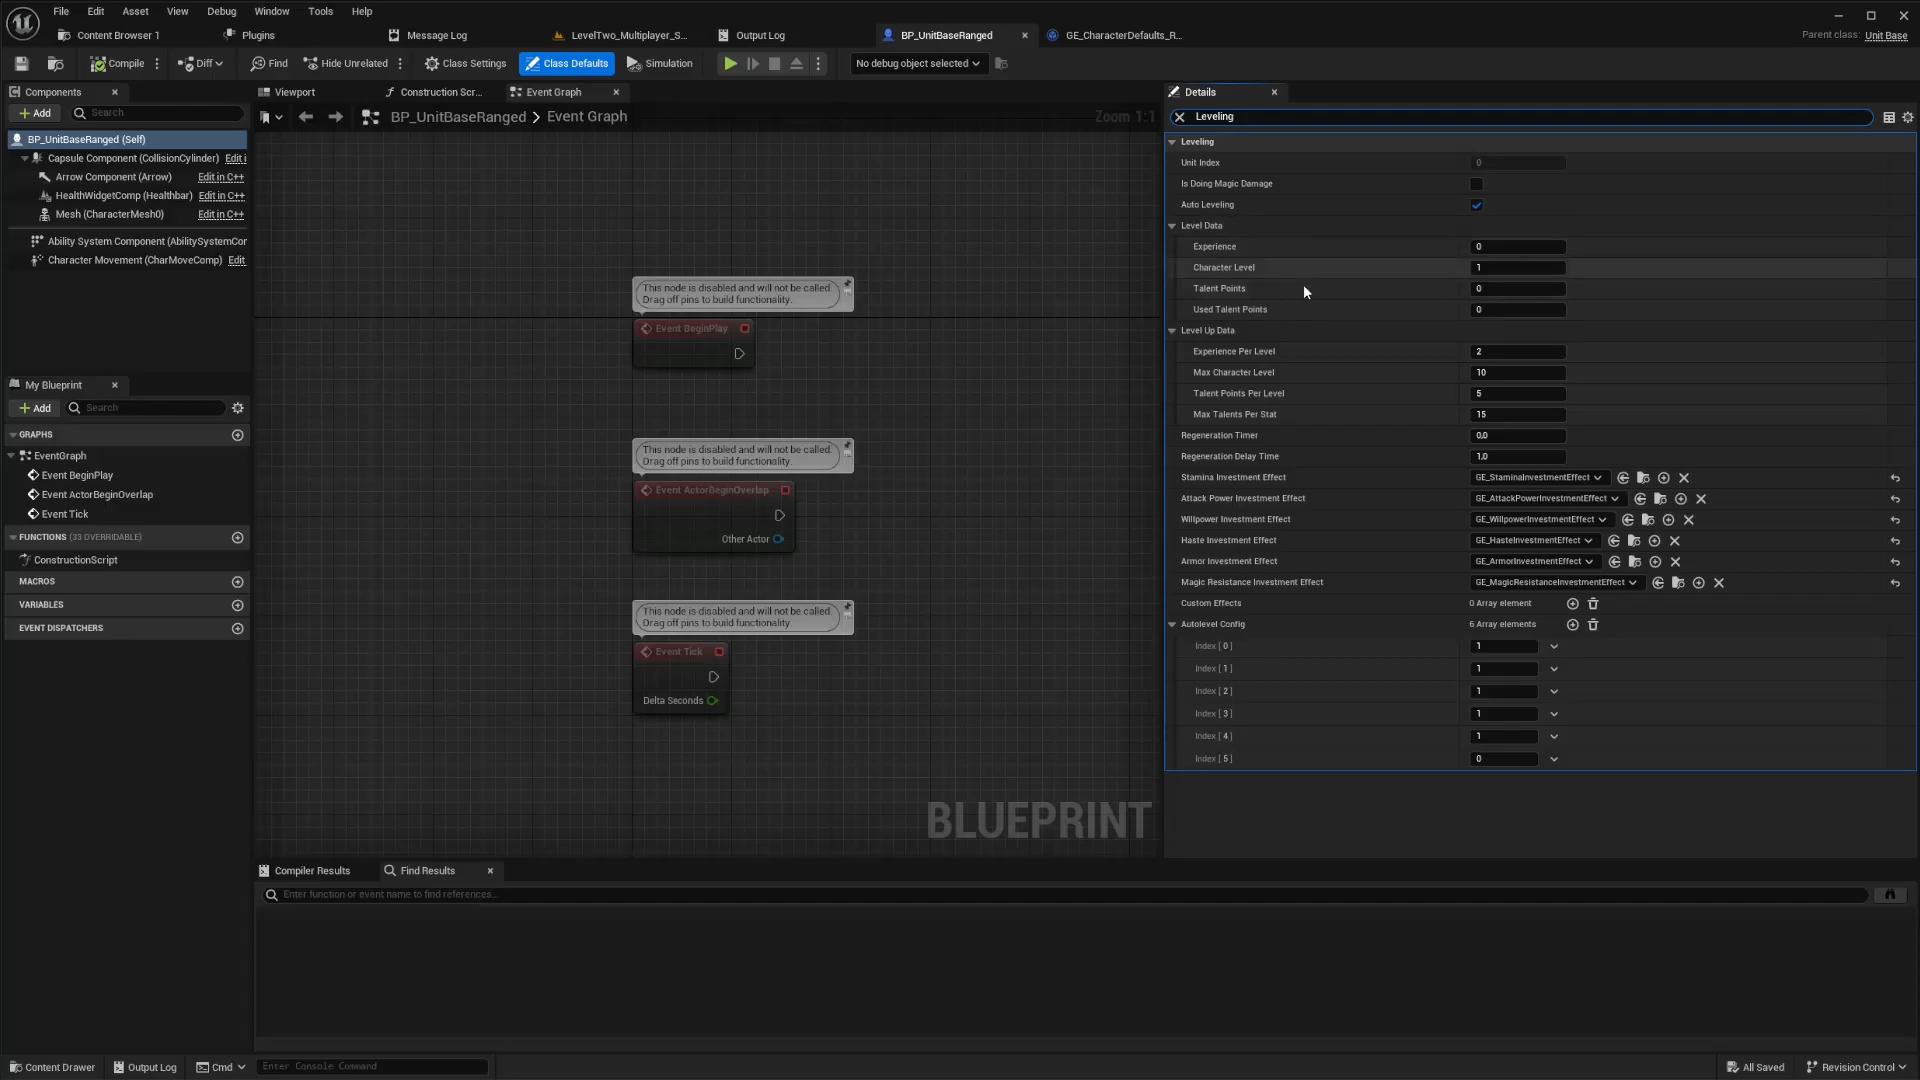 File Edit Asset View Debug Window Tools Help
Content Browser 1 Plugins Message Log LevelTwo_Multiplayer_S... Output Log BP_UnitBaseRanged GE_CharacterDefaults_R... Parent class: Unit Base
Compile Diff Find Hide Unrelated Class Settings Class Defaults Simulation No debug object selected
Components
Add Search
BP_UnitBaseRanged (Self)
Capsule Component (CollisionCylinder) Edit i
Arrow Component (Arrow) Edit in C++
HealthWidgetComp (Healthbar) Edit in C++
Mesh (CharacterMesh0) Edit in C++
Ability System Component (AbilitySystemCor
Character Movement (CharMoveComp) Edit
My Blueprint
Add Search
GRAPHS
EventGraph
Event BeginPlay
Event ActorBeginOverlap
Event Tick
FUNCTIONS (33 OVERRIDABLE)
ConstructionScript
MACROS
VARIABLES
EVENT DISPATCHERS
Viewport Construction Scr... Event Graph
BP_UnitBaseRanged > Event Graph Zoom 1:1
This node is disabled and will not be called.
Drag off pins to build functionality.
Event BeginPlay
This node is disabled and will not be called.
Drag off pins to build functionality.
Event ActorBeginOverlap
Other Actor
This node is disabled and will not be called.
Drag off pins to build functionality.
Event Tick
Delta Seconds
BLUEPRINT
Details
Leveling
Leveling
Unit Index 0
Is Doing Magic Damage
Auto Leveling
Level Data
Experience 0
Character Level 1
Talent Points 0
Used Talent Points 0
Level Up Data
Experience Per Level 2
Max Character Level 10
Talent Points Per Level 5
Max Talents Per Stat 15
Regeneration Timer 0,0
Regeneration Delay Time 1,0
Stamina Investment Effect GE_StaminaInvestmentEffect
Attack Power Investment Effect GE_AttackPowerInvestmentEffect
Willpower Investment Effect GE_WillpowerInvestmentEffect
Haste Investment Effect GE_HasteInvestmentEffect
Armor Investment Effect GE_ArmorInvestmentEffect
Magic Resistance Investment Effect GE_MagicResistanceInvestmentEffect
Custom Effects 0 Array element
Autolevel Config 6 Array elements
Index [ 0 ] 1
Index [ 1 ] 1
Index [ 2 ] 1
Index [ 3 ] 1
Index [ 4 ] 1
Index [ 5 ] 0
Compiler Results Find Results
Enter function or event name to find references...
Content Drawer Output Log Cmd Enter Console Command All Saved Revision Control